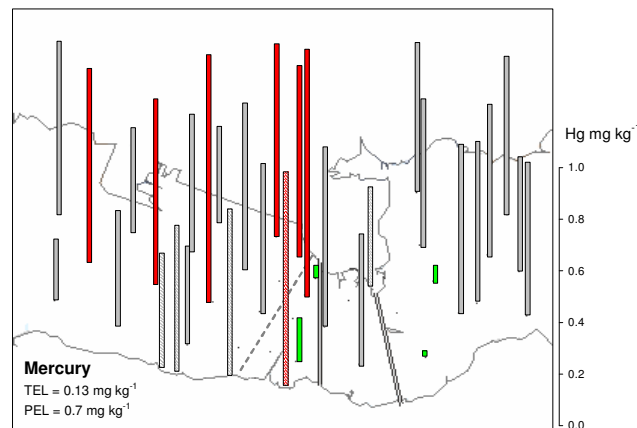 Hg mg kg⁻¹
1.0
0.8
0.6
0.4
0.2
0.0
Mercury
TEL = 0.13 mg kg⁻¹
PEL = 0.7 mg kg⁻¹